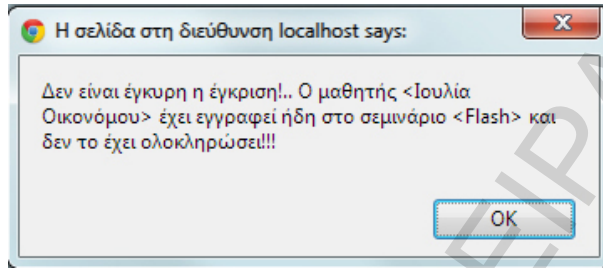 Η σελίδα στη διεύθυνση localhost says:
Δεν είναι έγκυρη η έγκριση!.. Ο μαθητής <Ιουλία
Οικονόμου> έχει εγγραφεί ήδη στο σεμινάριο <Flash> και
δεν το έχει ολοκληρώσει!!!
OK